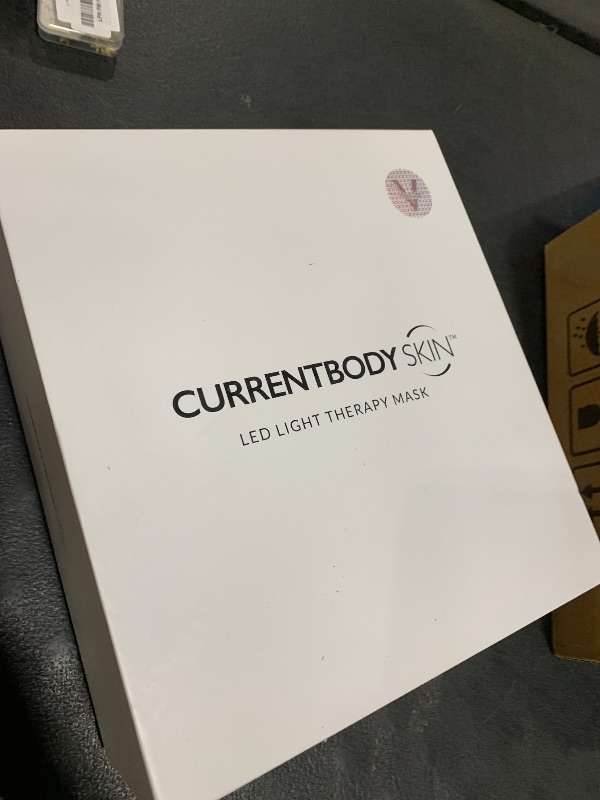 CURRENTBODY SKIN™
LED LIGHT THERAPY MASK